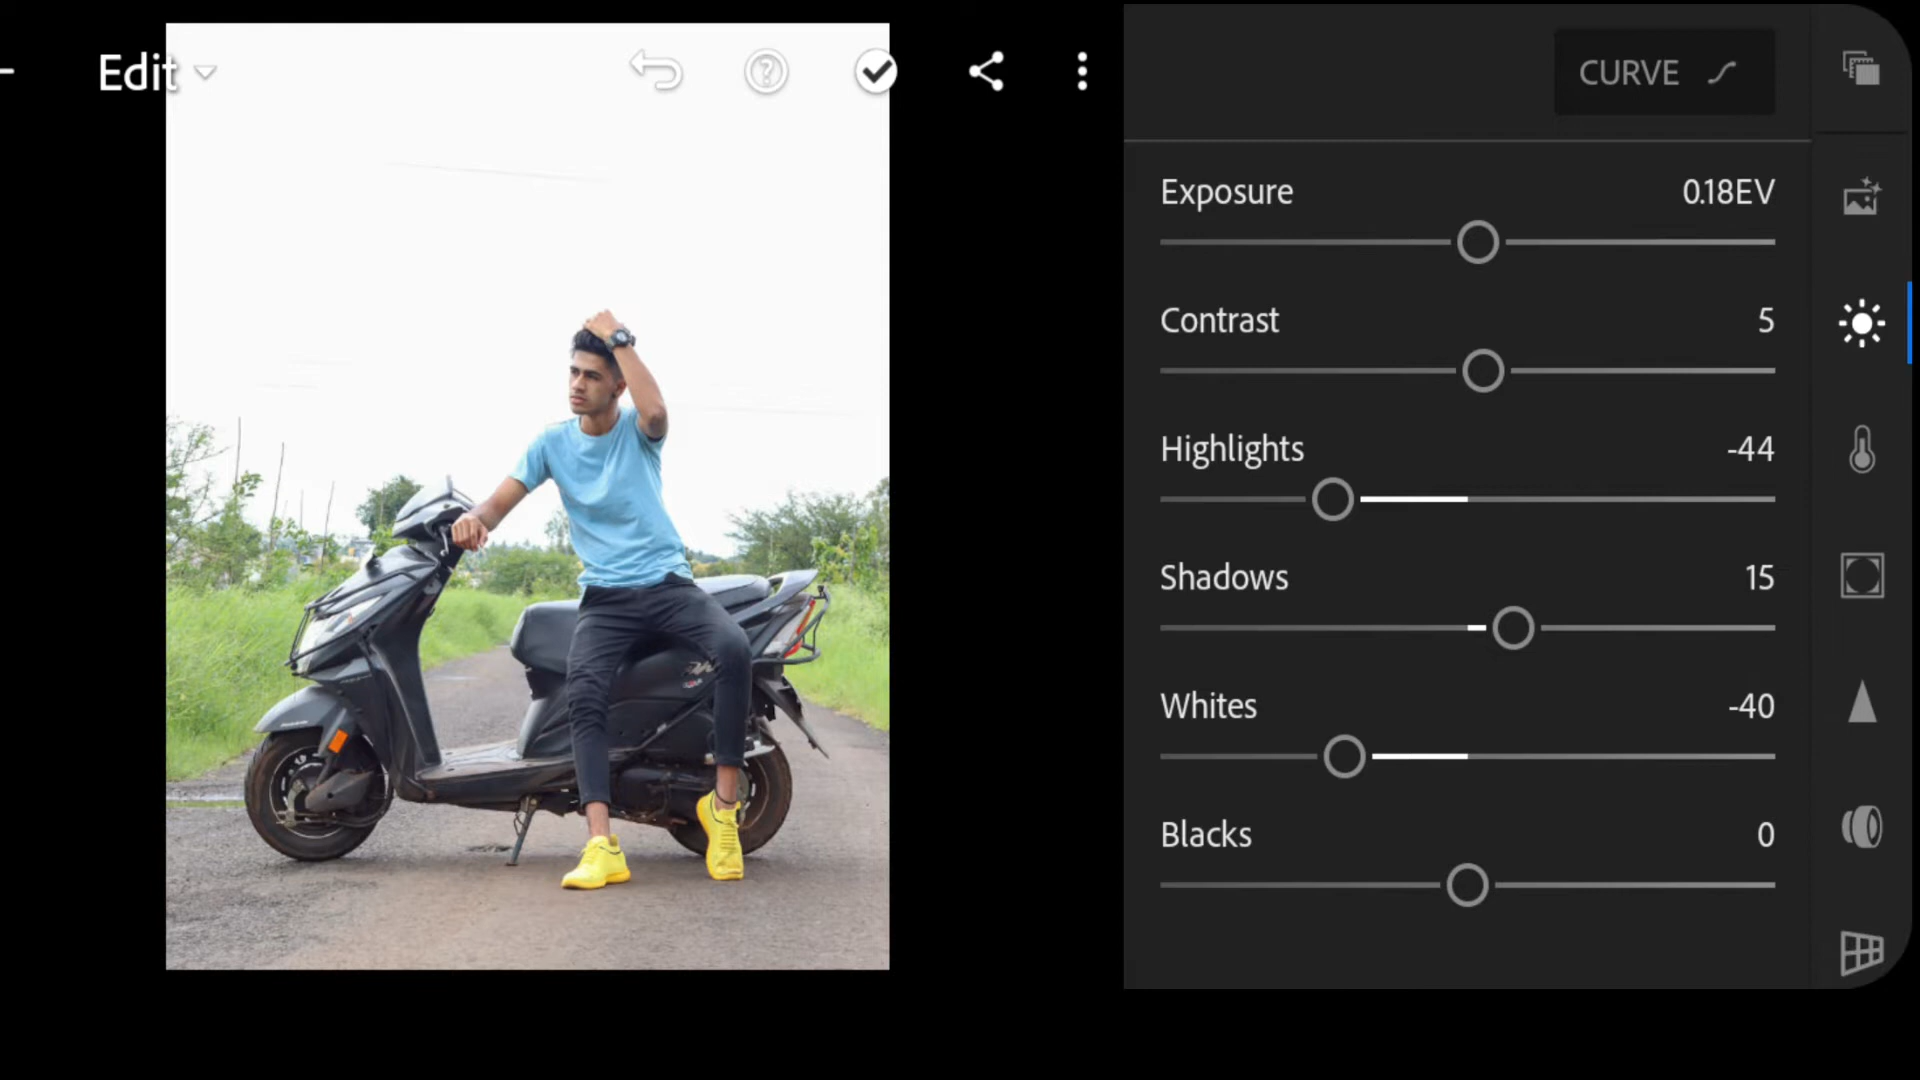 Edit
CURVE
Exposure 0.18EV
Contrast 5
Highlights -44
Shadows 15
Whites -40
Blacks 0